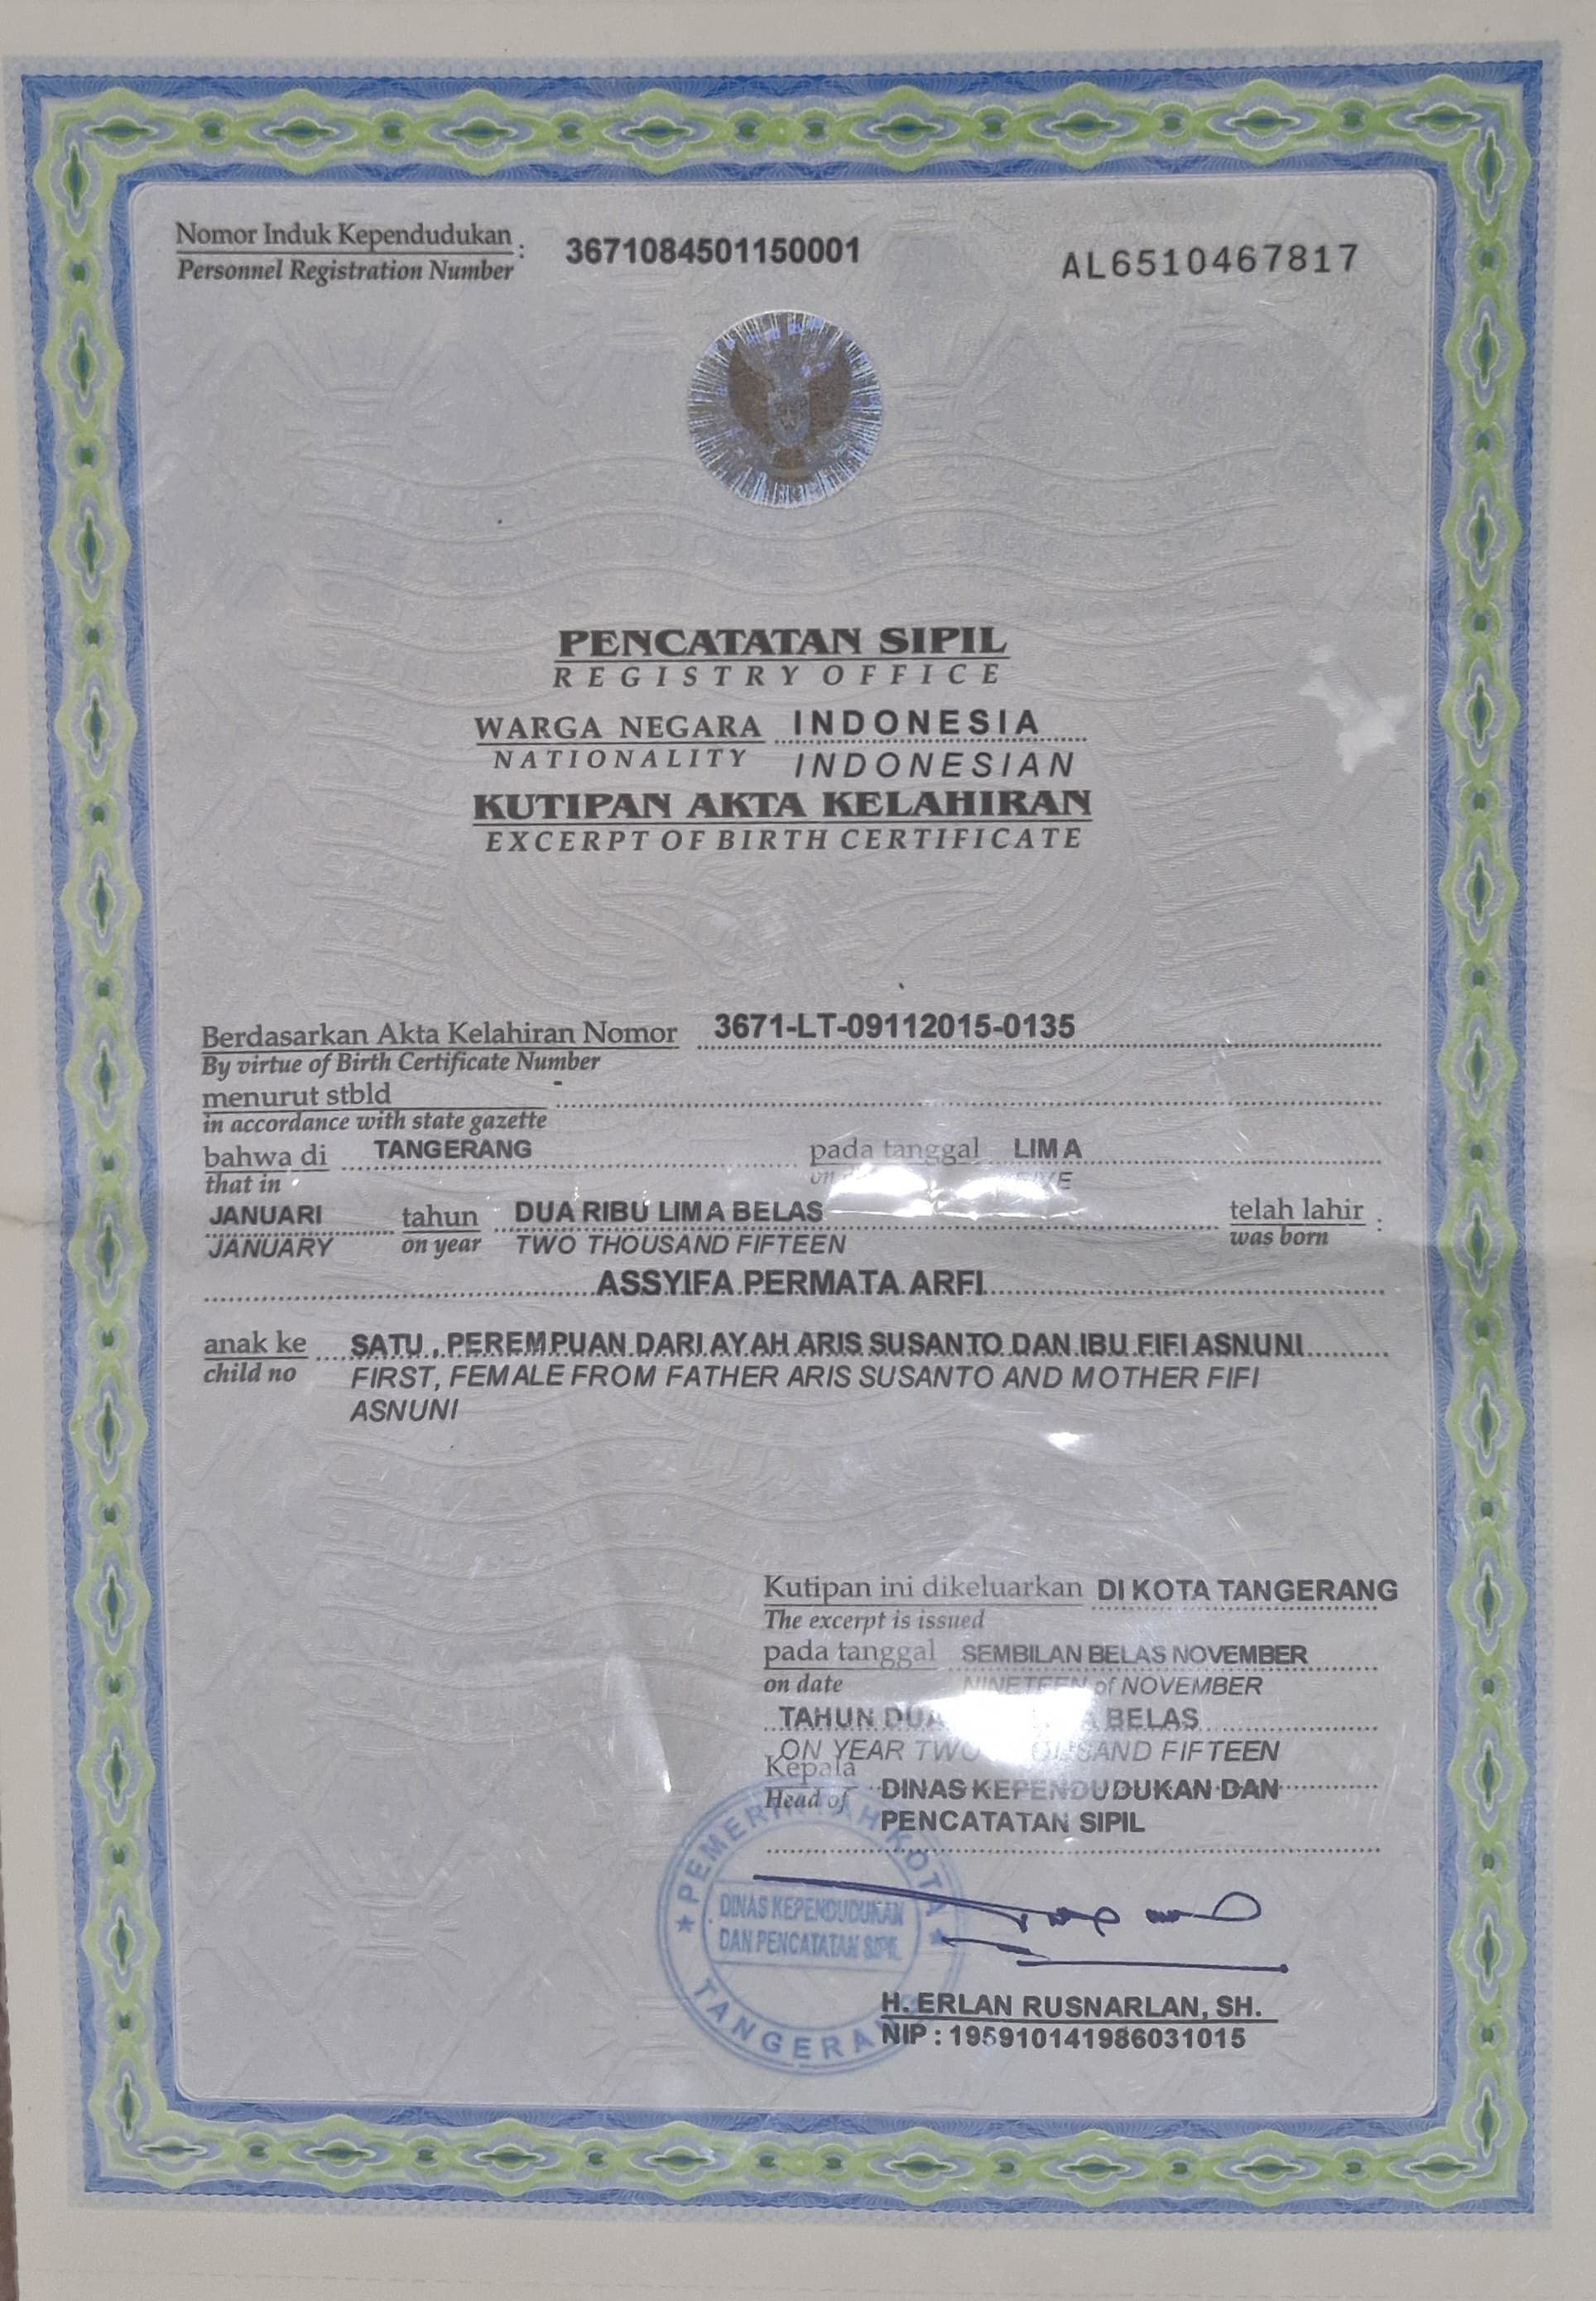 Nomor Induk Kependudukan : 3671084501150001 AL6510467817
Personnel Registration Number
PENCATATAN SIPIL
REGISTRY OFFICE
WARGA NEGARA INDONESIA
NATIONALITY INDONESIAN
KUTIPAN AKTA KELAHIRAN
EXCERPT OF BIRTH CERTIFICATE
Berdasarkan Akta Kelahiran Nomor 3671-LT-09112015-0135
By virtue of Birth Certificate Number
menurut stbld -
in accordance with state gazette
bahwa di TANGERANG pada tanggal LIMA
that in
JANUARI tahun DUA RIBU LIMA BELAS telah lahir :
JANUARY on year TWO THOUSAND FIFTEEN was born
ASSYIFA PERMATA ARFI
anak ke SATU , PEREMPUAN DARI AYAH ARIS SUSANTO DAN IBU FIFI ASNUNI
child no FIRST, FEMALE FROM FATHER ARIS SUSANTO AND MOTHER FIFI
ASNUNI
Kutipan ini dikeluarkan DI KOTA TANGERANG
The excerpt is issued
pada tanggal SEMBILAN BELAS NOVEMBER
on date NINETEEN of NOVEMBER
TAHUN DUA BELAS
ON YEAR TWO THOUSAND FIFTEEN
Kepala DINAS KEPENDUDUKAN DAN
Head of PENCATATAN SIPIL
PEMERINTAH KOTA
DINAS KEPENDUDUKAN
DAN PENCATATAN SIPIL
TANGERANG
H. ERLAN RUSNARLAN, SH.
NIP : 195910141986031015